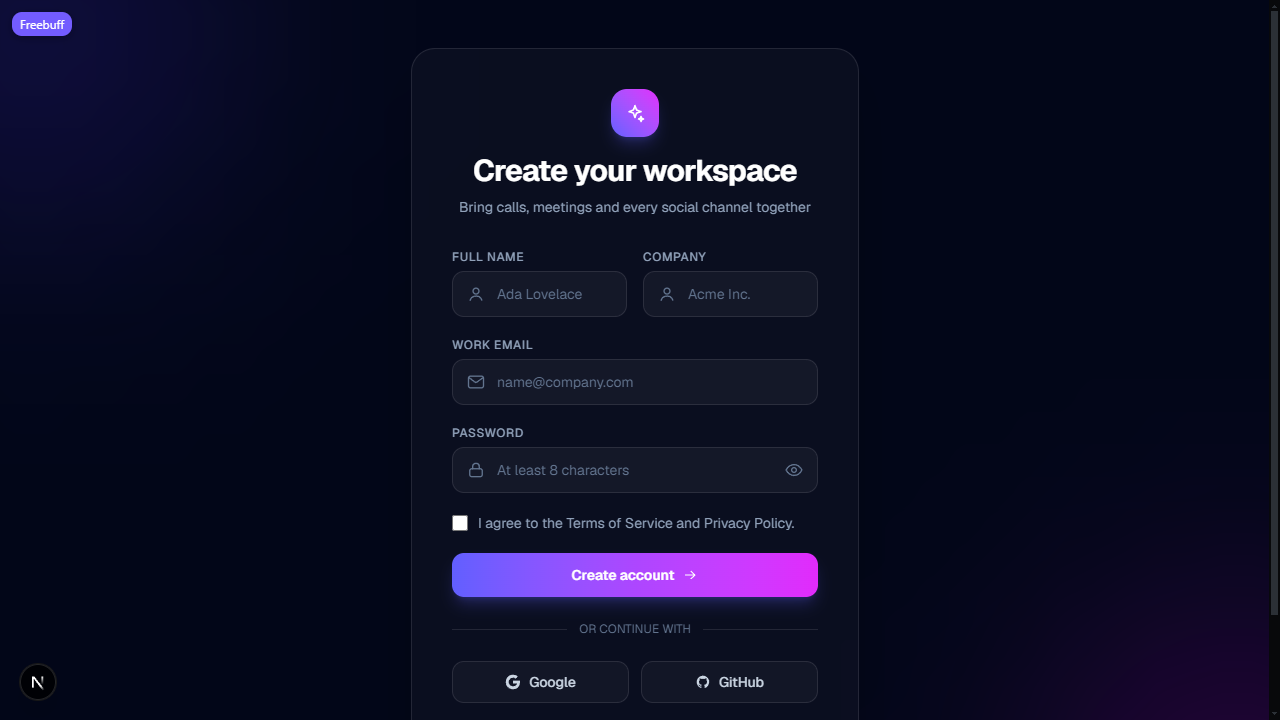 Freebuff
Create your workspace
Bring calls, meetings and every social channel together
FULL NAME
COMPANY
Ada Lovelace
Acme Inc.
WORK EMAIL
name@company.com
PASSWORD
At least 8 characters
I agree to the Terms of Service and Privacy Policy.
Create account →
OR CONTINUE WITH
Google
GitHub
N